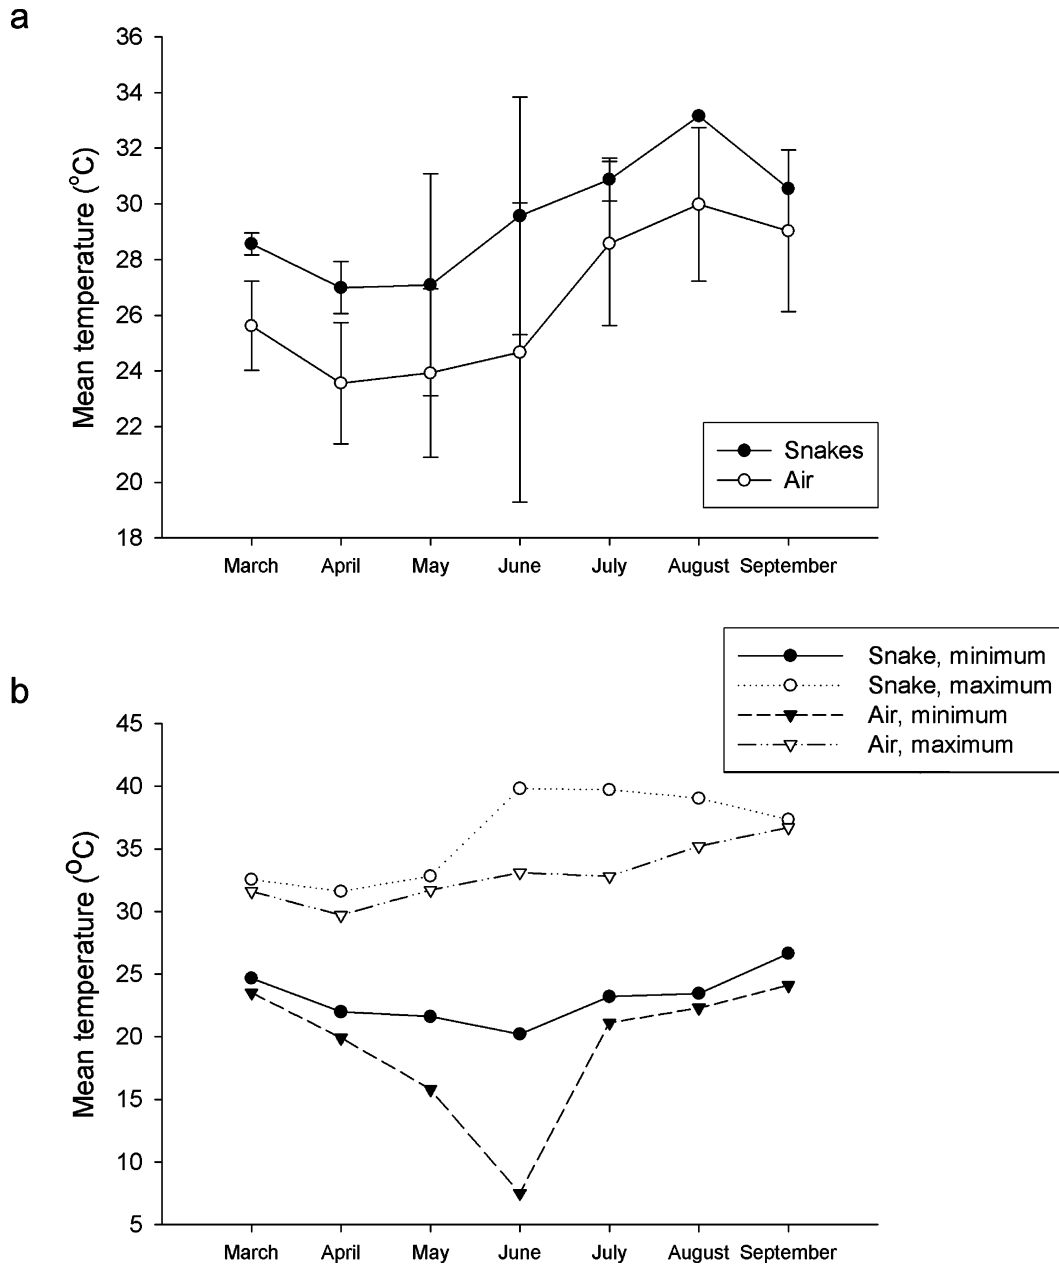 a
36
34
32
30
28
26
24
22
20
18
Mean temperature (°C)
Snakes
Air
March April May June July August September
b
Snake, minimum
Snake, maximum
Air, minimum
Air, maximum
45
40
35
30
25
20
15
10
5
Mean temperature (ºC)
March April May June July August September